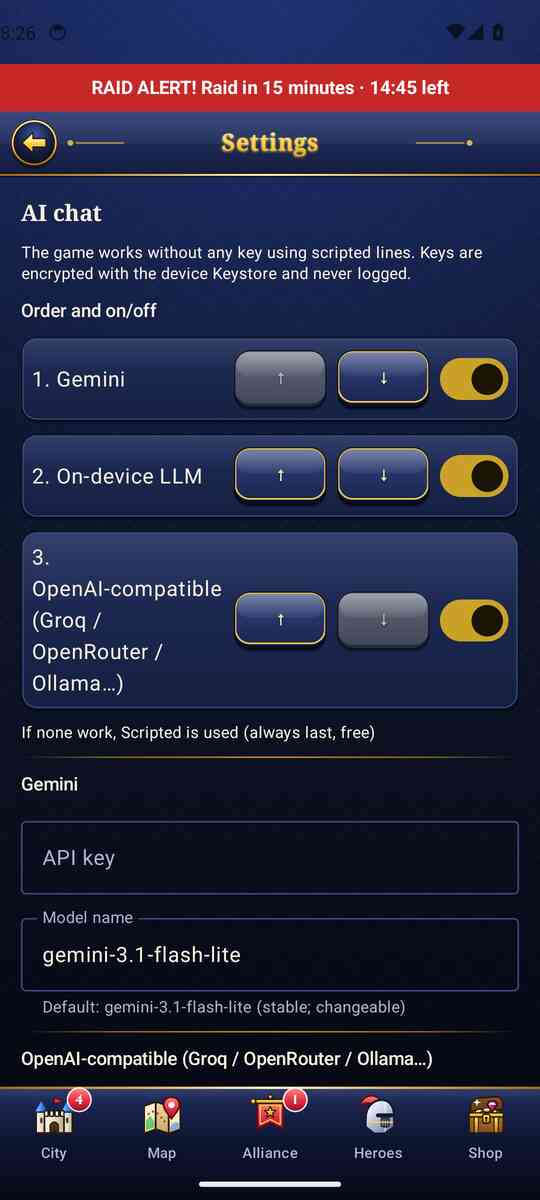 8:26
RAID ALERT! Raid in 15 minutes · 14:45 left
Settings
AI chat
The game works without any key using scripted lines. Keys are
encrypted with the device Keystore and never logged.
Order and on/off
1. Gemini ↑ ↓
2. On-device LLM ↑ ↓
3.
OpenAI-compatible
(Groq /
OpenRouter /
Ollama…)
↑ ↓
If none work, Scripted is used (always last, free)
Gemini
API key
Model name
gemini-3.1-flash-lite
Default: gemini-3.1-flash-lite (stable; changeable)
OpenAI-compatible (Groq / OpenRouter / Ollama…)
4 1
City Map Alliance Heroes Shop